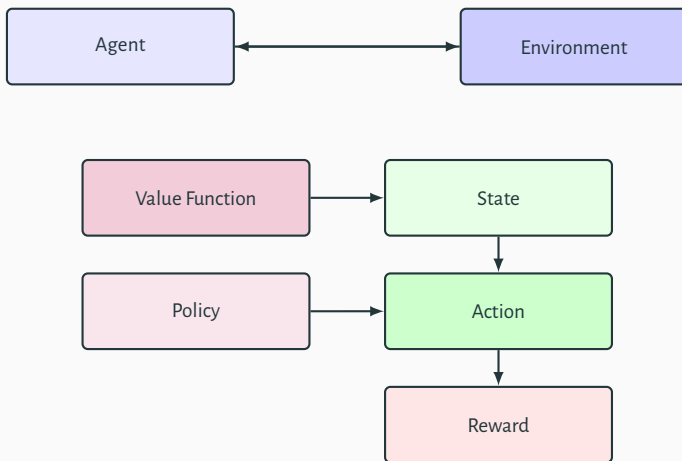 Agent
Environment
Value Function
State
Policy
Action
Reward